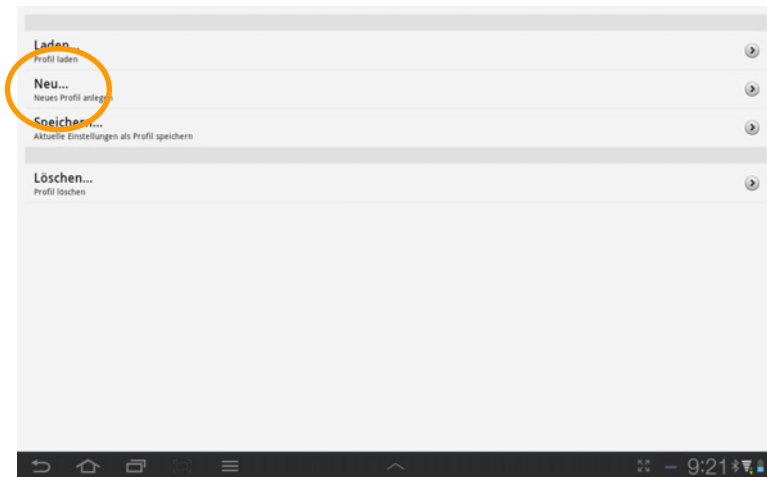 Laden...
Profil laden
Neu...
Neues Profil anlegen
Speichern...
Aktuelle Einstellungen als Profil speichern
Löschen...
Profil löschen
9:21